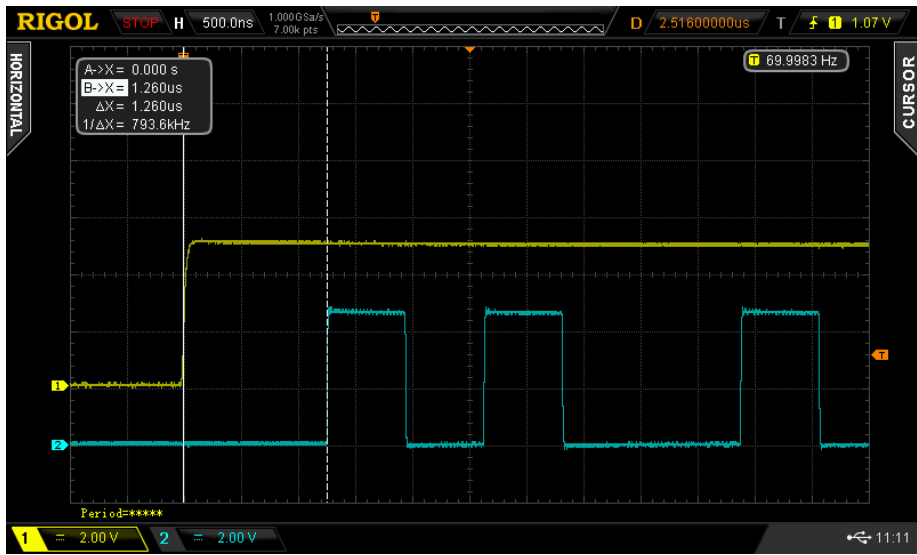 RIGOL STOP H 500.0ns 1.000GSa/s 7.00k pts D 2.51600000us T 1 1.07 V
HORIZONTAL
CURSOR
A->X= 0.000 s
B->X= 1.260us
ΔX= 1.260us
1/ΔX= 793.6kHz
T 69.9983 Hz
1
T
2
Period=*****
1 = 2.00 V 2 = 2.00 V 11:11